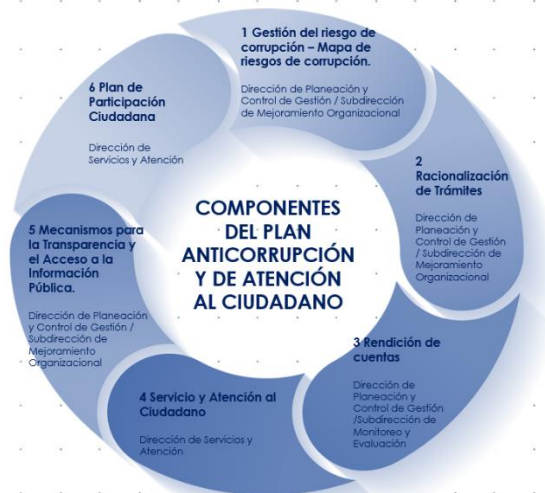 1 Gestión del riesgo de
corrupción – Mapa de
riesgos de corrupción.
Dirección de Planeación y
Control de Gestión / Subdirección
de Mejoramiento Organizacional
2
Racionalización
de Trámites
Dirección de
Planeación y
Control de Gestión
/ Subdirección de
Mejoramiento
Organizacional
3 Rendición de
cuentas
Dirección de
Planeación y
Control de Gestión
/Subdirección de
Monitoreo y
Evaluación
4 Servicio y Atención al
Ciudadano
Dirección de Servicios y
Atención
5 Mecanismos para
la Transparencia y
el Acceso a la
Información
Pública.
Dirección de Planeación
y Control de Gestión /
Subdirección de
Mejoramiento
Organizacional
6 Plan de
Participación
Ciudadana
Dirección de
Servicios y Atención
COMPONENTES
DEL PLAN
ANTICORRUPCIÓN
Y DE ATENCIÓN
AL CIUDADANO